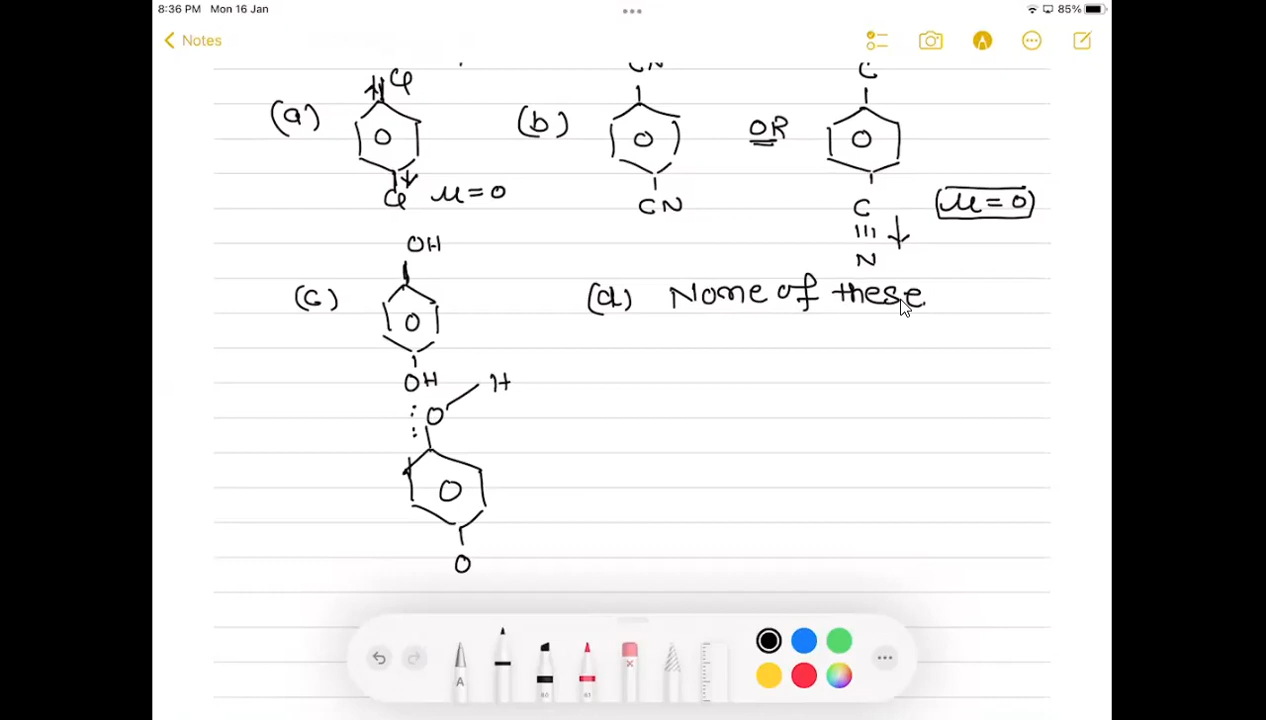 8:36 PM Mon 16 Jan
85%
Notes
Cl
(a)
Cl
μ = 0
(b)
CN
CN
OR
C
C
≡
N
μ = 0
OH
(c)
OH
(d) None of these
O
H
O
A